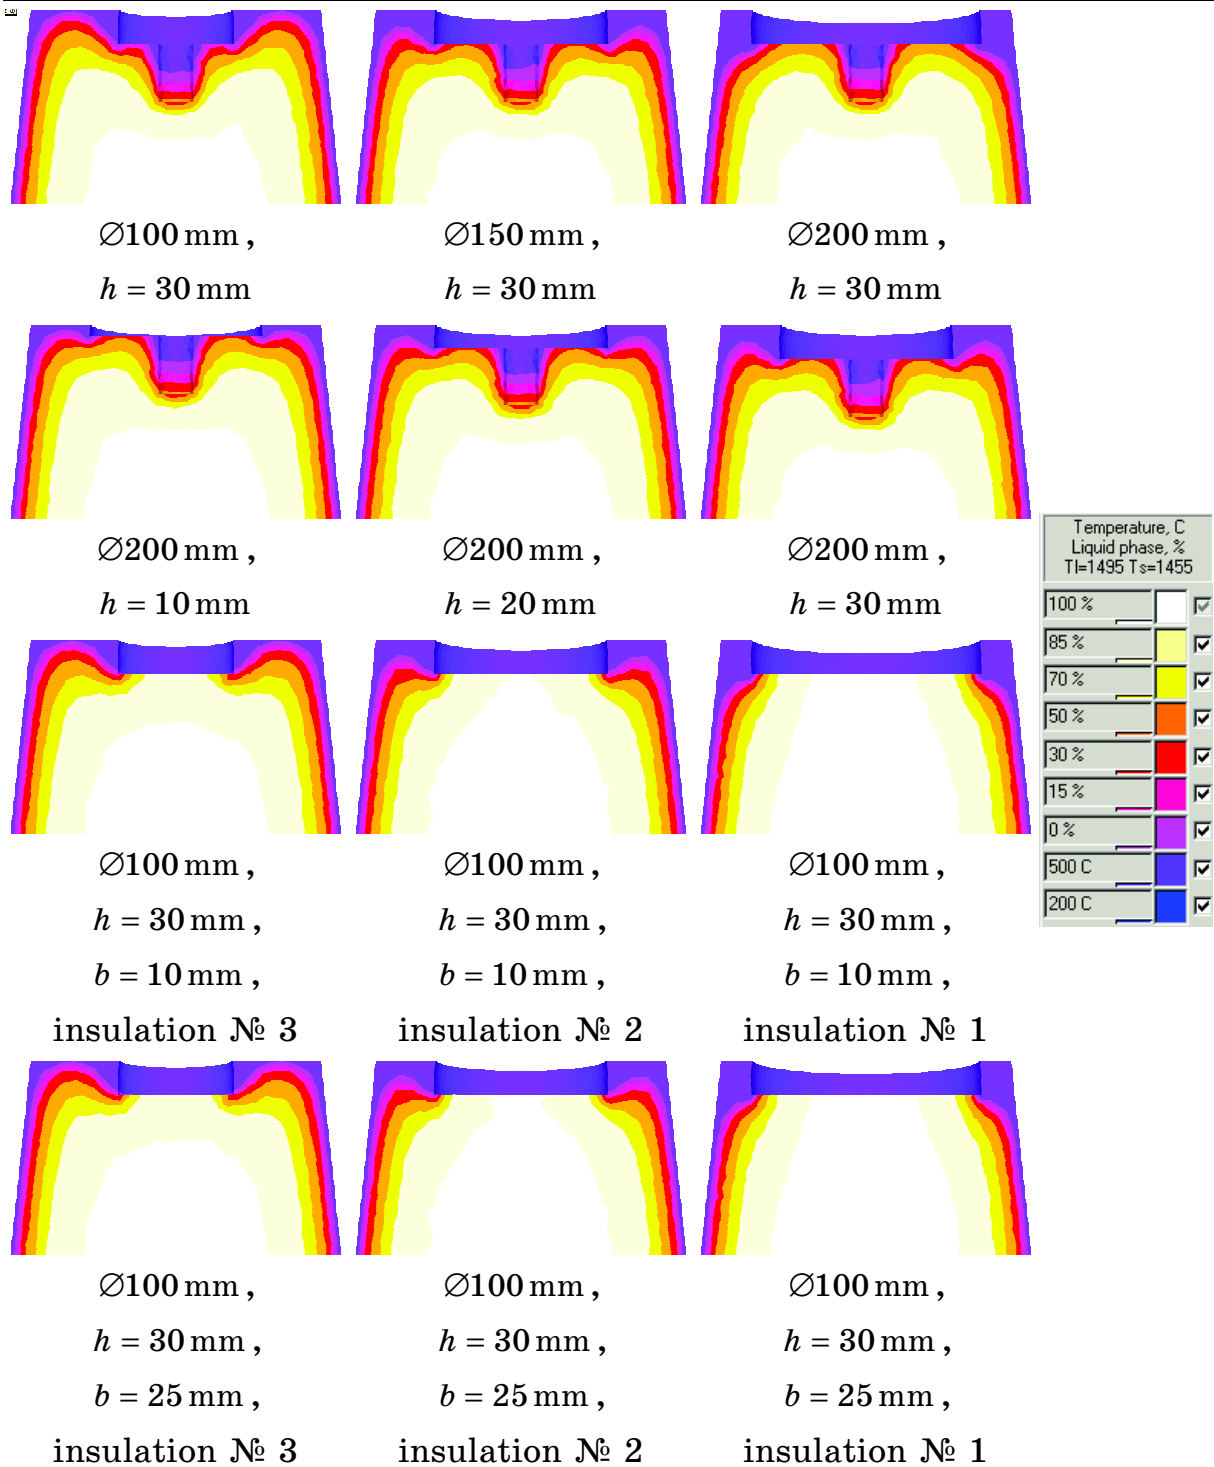 ∅100 mm ,
h = 30 mm
∅150 mm ,
h = 30 mm
∅200 mm ,
h = 30 mm
∅200 mm ,
h = 10 mm
∅200 mm ,
h = 20 mm
∅200 mm ,
h = 30 mm
Temperature, C
Liquid phase, %
Tl=1495 Ts=1455
100 %
85 %
70 %
50 %
30 %
15 %
0 %
500 C
200 C
∅100 mm ,
h = 30 mm ,
b = 10 mm ,
insulation № 3
∅100 mm ,
h = 30 mm ,
b = 10 mm ,
insulation № 2
∅100 mm ,
h = 30 mm ,
b = 10 mm ,
insulation № 1
∅100 mm ,
h = 30 mm ,
b = 25 mm ,
insulation № 3
∅100 mm ,
h = 30 mm ,
b = 25 mm ,
insulation № 2
∅100 mm ,
h = 30 mm ,
b = 25 mm ,
insulation № 1